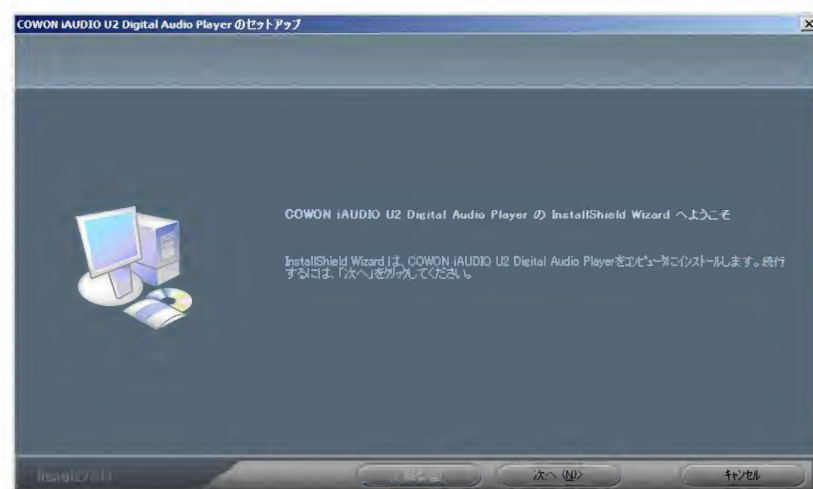 COWON iAUDIO U2 Digital Audio Player のセットアップ
COWON iAUDIO U2 Digital Audio Player の InstallShield Wizard へようこそ
InstallShield Wizard は、COWON iAUDIO U2 Digital Audio Playerをコンピュータにインストールします。続行
するには、「次へ」をクリックしてください。
InstallShield
次へ (N)>
キャンセル